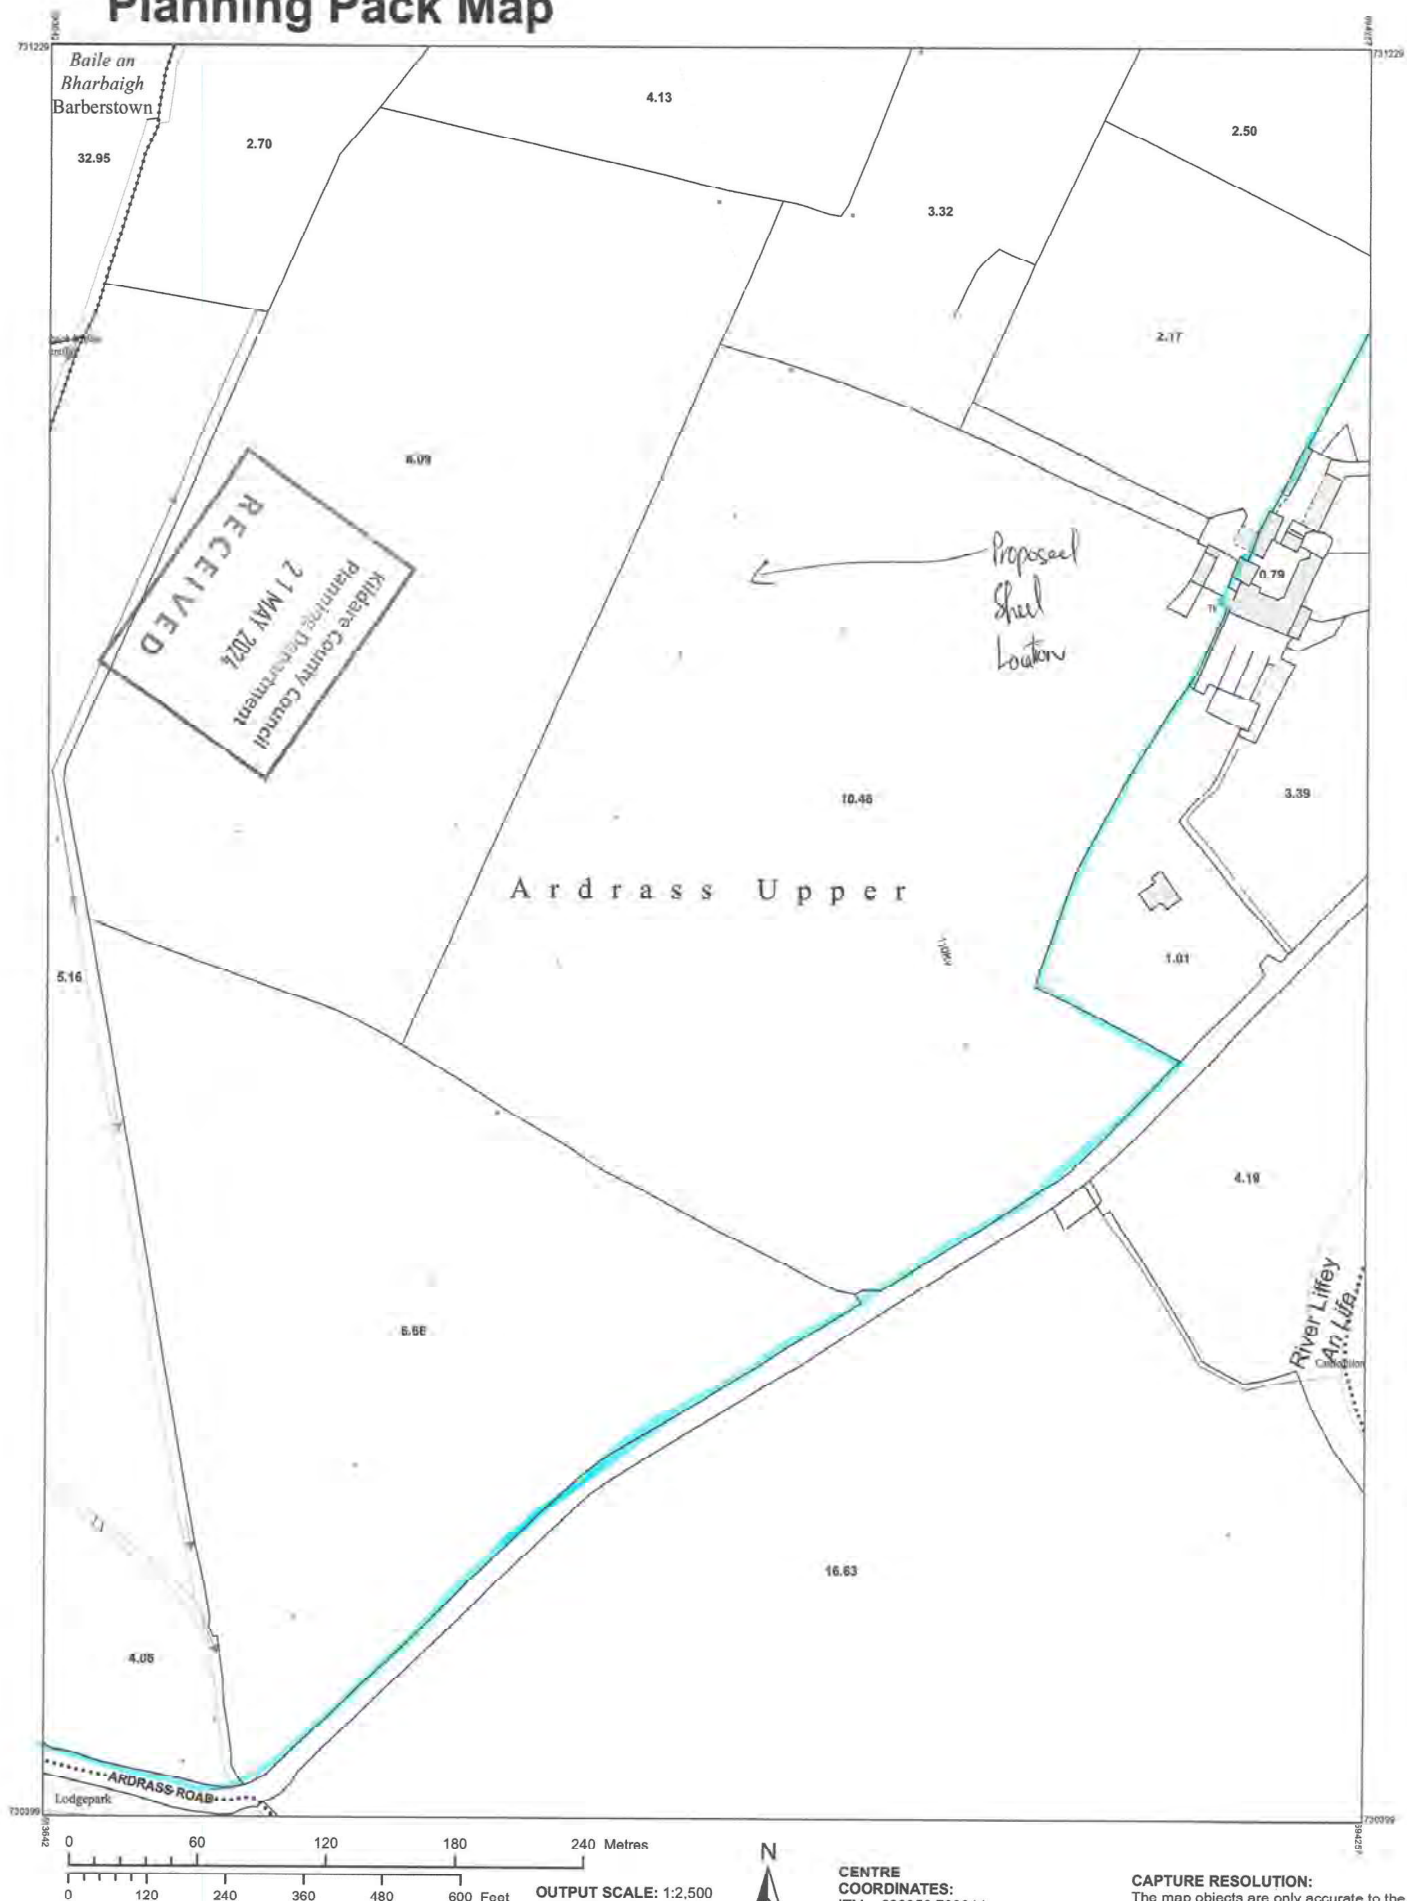 Planning Pack Map
731229
731229
Baile an
Bharbaigh
Barberstown
32.95
2.70
4.13
2.50
3.32
2.17
RECEIVED
21 MAY 2024
Planning Department
Kildare County Council
Proposed
Shed
Location
0.79
10.46
3.39
Ardrass Upper
110KV
1.01
5.16
4.19
River Liffey
An Life
6.68
16.63
ARDRASS ROAD
Lodgepark
730399
730399
0 60 120 180 240 Metres
0 120 240 360 480 600 Feet
OUTPUT SCALE: 1:2,500
N
CENTRE
COORDINATES:
CAPTURE RESOLUTION:
The map objects are only accurate to the